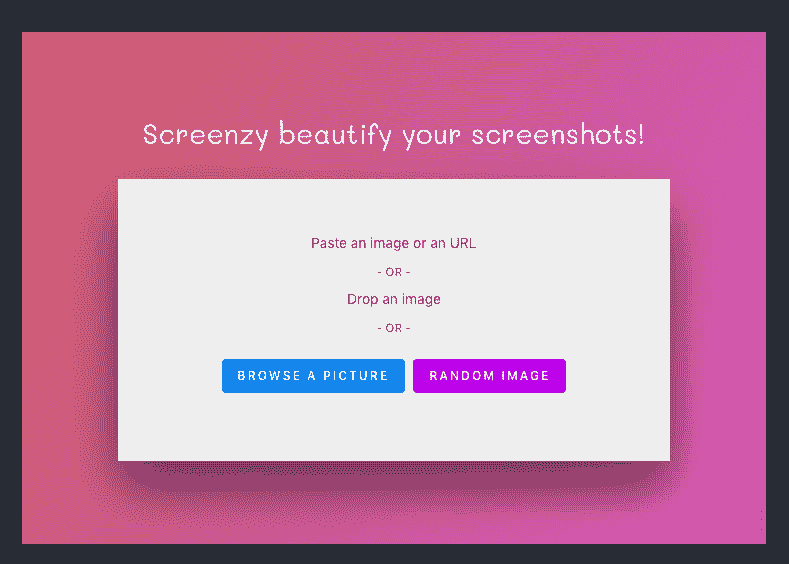 Screenzy beautify your screenshots!
Paste an image or an URL
- OR -
Drop an image
- OR -
BROWSE A PICTURE RANDOM IMAGE